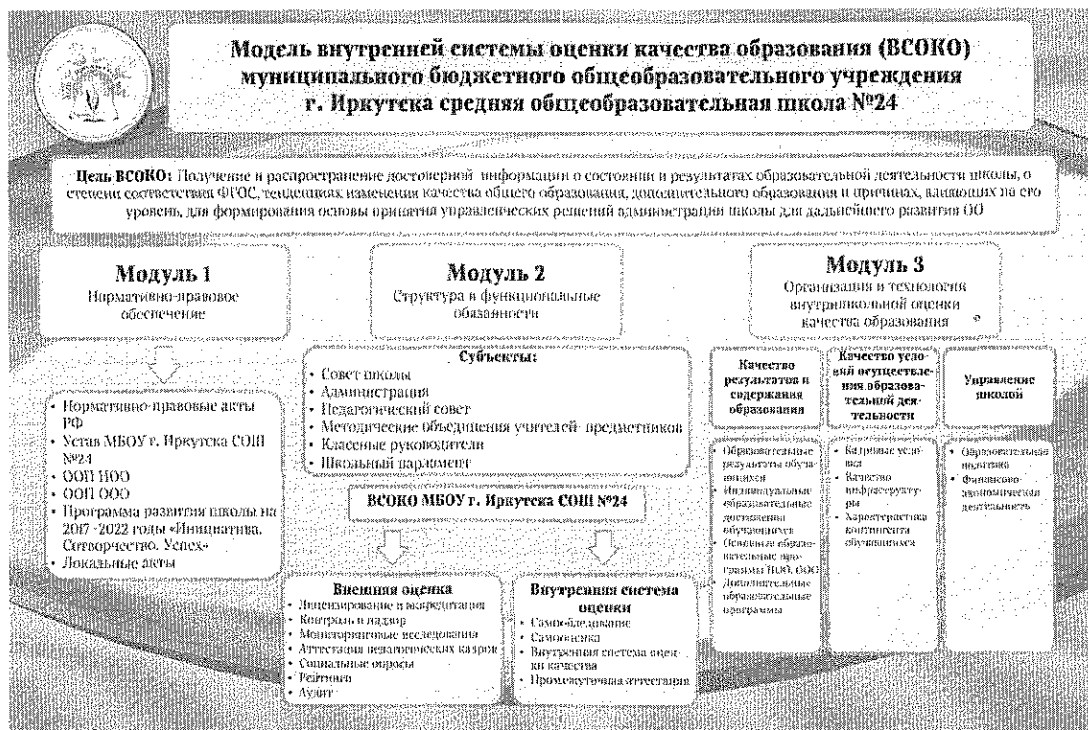 Модель внутренней системы оценки качества образования (ВСОКО)
муниципального бюджетного общеобразовательного учреждения
г. Иркутска средняя общеобразовательная школа №24
Цель ВСОКО: Получение и распространение достоверной информации о состоянии и результатах образовательной деятельности школы, о
степени соответствия ФГОС, тенденциях изменения качества общего образования, дополнительного образования и причинах, влияющих на его
уровень, для формирования основы принятия управленческих решений администрации школы для дальнейшего развития ОО
Модуль 1
Нормативно-правовое
обеспечение
• Нормативно-правовые акты
РФ
• Устав МБОУ г. Иркутска СОШ
№24
• ООП НОО
• ООП ООО
• Программа развития школы на
2017-2022 годы «Инициатива.
Сотворчество. Успех»
• Локальные акты
Модуль 2
Структура и функциональные
обязанности
Субъекты:
• Совет школы
• Администрация
• Педагогический совет
• Методические объединения учителей- предметников
• Классные руководители
• Школьный парламент
ВСОКО МБОУ г. Иркутска СОШ №24
Внешняя оценка
• Лицензирование и аккредитация
• Контроль и надзор
• Мониторинговые исследования
• Аттестация педагогических кадров
• Социальные опросы
• Рейтинги
• Аудит
Внутренняя система
оценки
• Самообследование
• Самооценка
• Внутренняя система оцен-
ки качества
• Промежуточная аттестация
Модуль 3
Организация и технология
внутришкольной оценки
качества образования
Качество
результатов и
содержания
образования
• Образовательные
результаты обуча-
ющихся
• Индивидуальные
образовательные
достижения
обучающихся
• Основные образо-
вательные про-
граммы НОО, ООО
• Дополнительные
образовательные
программы
Качество усло-
вий осуществле-
ния образова-
тельной дея-
тельности
• Кадровые усло-
вия
• Качество
инфраструкту-
ры
• Характеристика
контингента
обучающихся
Управление
школой
• Образовательная
политика
• Финансово-
экономическая
деятельность